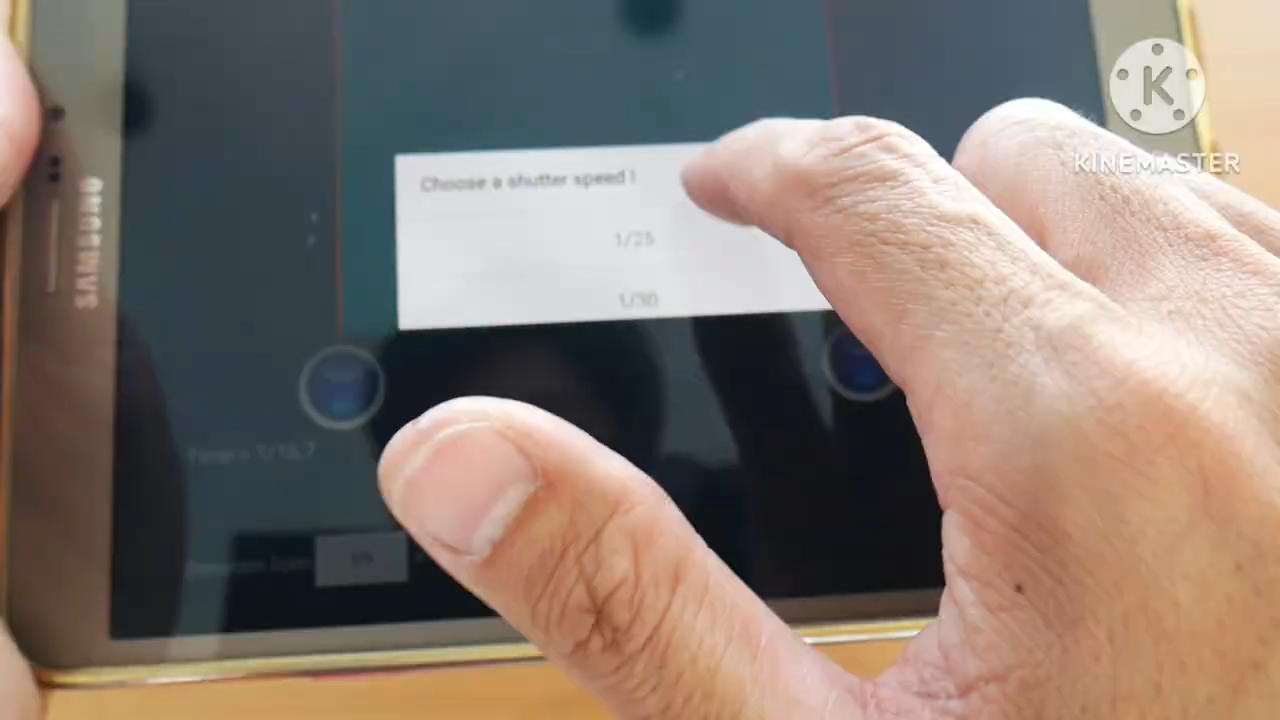 K
KINEMASTER
SAMSUNG
Choose a shutter speed !
1/25
1/30